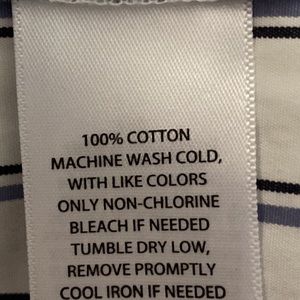 100% COTTON
MACHINE WASH COLD,
WITH LIKE COLORS
ONLY NON-CHLORINE
BLEACH IF NEEDED
TUMBLE DRY LOW,
REMOVE PROMPTLY
COOL IRON IF NEEDED